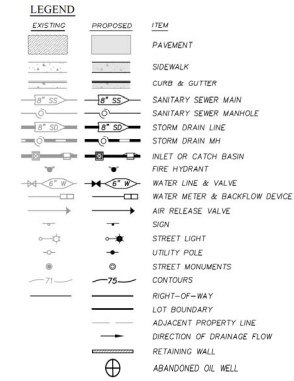 LEGEND
EXISTING PROPOSED ITEM
PAVEMENT
SIDEWALK
CURB & GUTTER
8" SS 8" SS SANITARY SEWER MAIN
SANITARY SEWER MANHOLE
8" SD 8" SD STORM DRAIN LINE
STORM DRAIN MH
INLET OR CATCH BASIN
FIRE HYDRANT
6" W 6" W WATER LINE & VALVE
WATER METER & BACKFLOW DEVICE
AIR RELEASE VALVE
SIGN
STREET LIGHT
UTILITY POLE
STREET MONUMENTS
71 75 CONTOURS
RIGHT-OF-WAY
LOT BOUNDARY
ADJACENT PROPERTY LINE
DIRECTION OF DRAINAGE FLOW
RETAINING WALL
ABANDONED OIL WELL